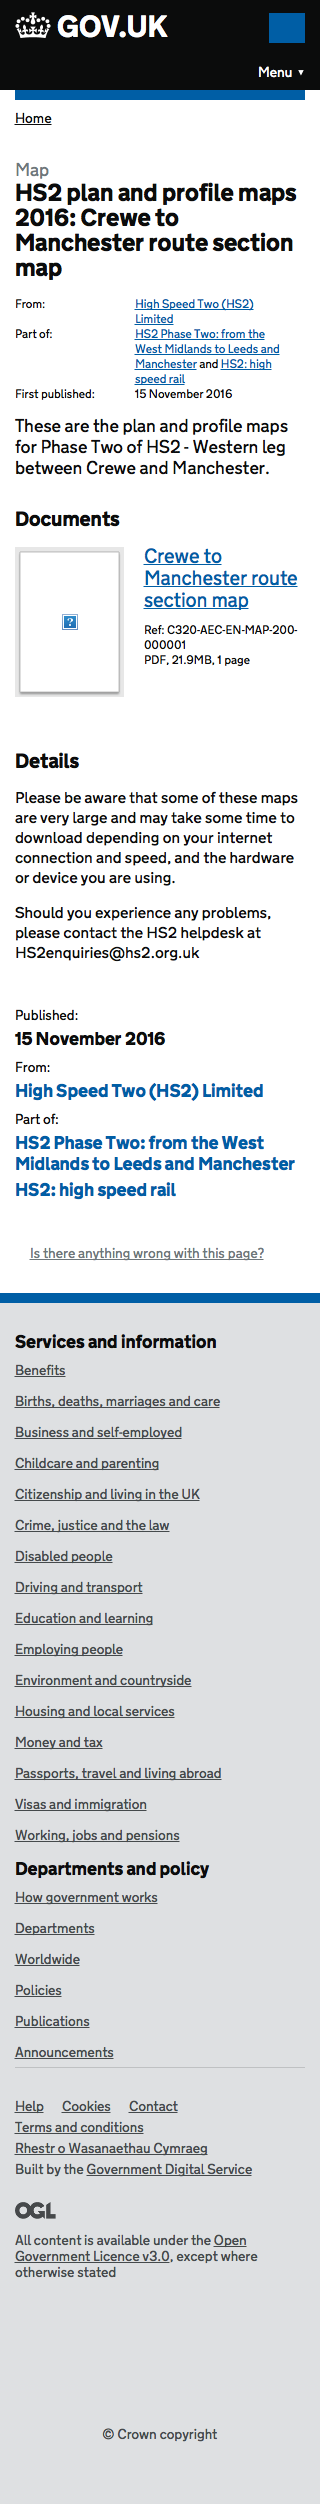 GOV.UK
Menu ▼
Home
Map
HS2 plan and profile maps
2016: Crewe to
Manchester route section
map
From:
High Speed Two (HS2)
Limited
Part of:
HS2 Phase Two: from the
West Midlands to Leeds and
Manchester and HS2: high
speed rail
First published:
15 November 2016
These are the plan and profile maps
for Phase Two of HS2 - Western leg
between Crewe and Manchester.
Documents
?
Crewe to
Manchester route
section map
Ref: C320-AEC-EN-MAP-200-
000001
PDF, 21.9MB, 1 page
Details
Please be aware that some of these maps
are very large and may take some time to
download depending on your internet
connection and speed, and the hardware
or device you are using.
Should you experience any problems,
please contact the HS2 helpdesk at
HS2enquiries@hs2.org.uk
Published:
15 November 2016
From:
High Speed Two (HS2) Limited
Part of:
HS2 Phase Two: from the West
Midlands to Leeds and Manchester
HS2: high speed rail
Is there anything wrong with this page?
Services and information
Benefits
Births, deaths, marriages and care
Business and self-employed
Childcare and parenting
Citizenship and living in the UK
Crime, justice and the law
Disabled people
Driving and transport
Education and learning
Employing people
Environment and countryside
Housing and local services
Money and tax
Passports, travel and living abroad
Visas and immigration
Working, jobs and pensions
Departments and policy
How government works
Departments
Worldwide
Policies
Publications
Announcements
Help Cookies Contact
Terms and conditions
Rhestr o Wasanaethau Cymraeg
Built by the Government Digital Service
OGL
All content is available under the Open
Government Licence v3.0, except where
otherwise stated
© Crown copyright